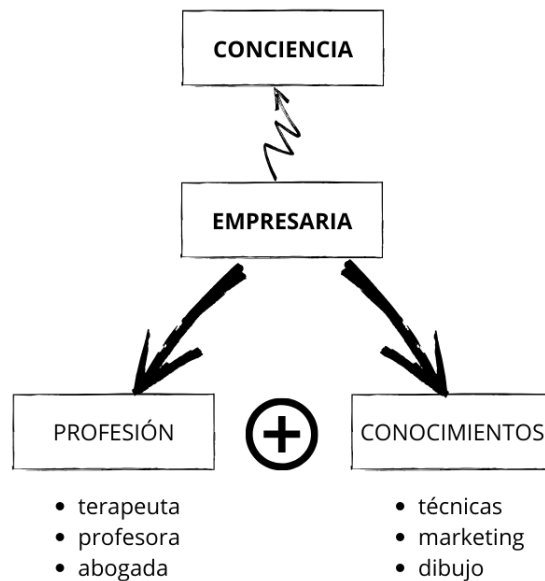 CONCIENCIA
EMPRESARIA
PROFESIÓN
CONOCIMIENTOS
• terapeuta
• profesora
• abogada
• técnicas
• marketing
• dibujo